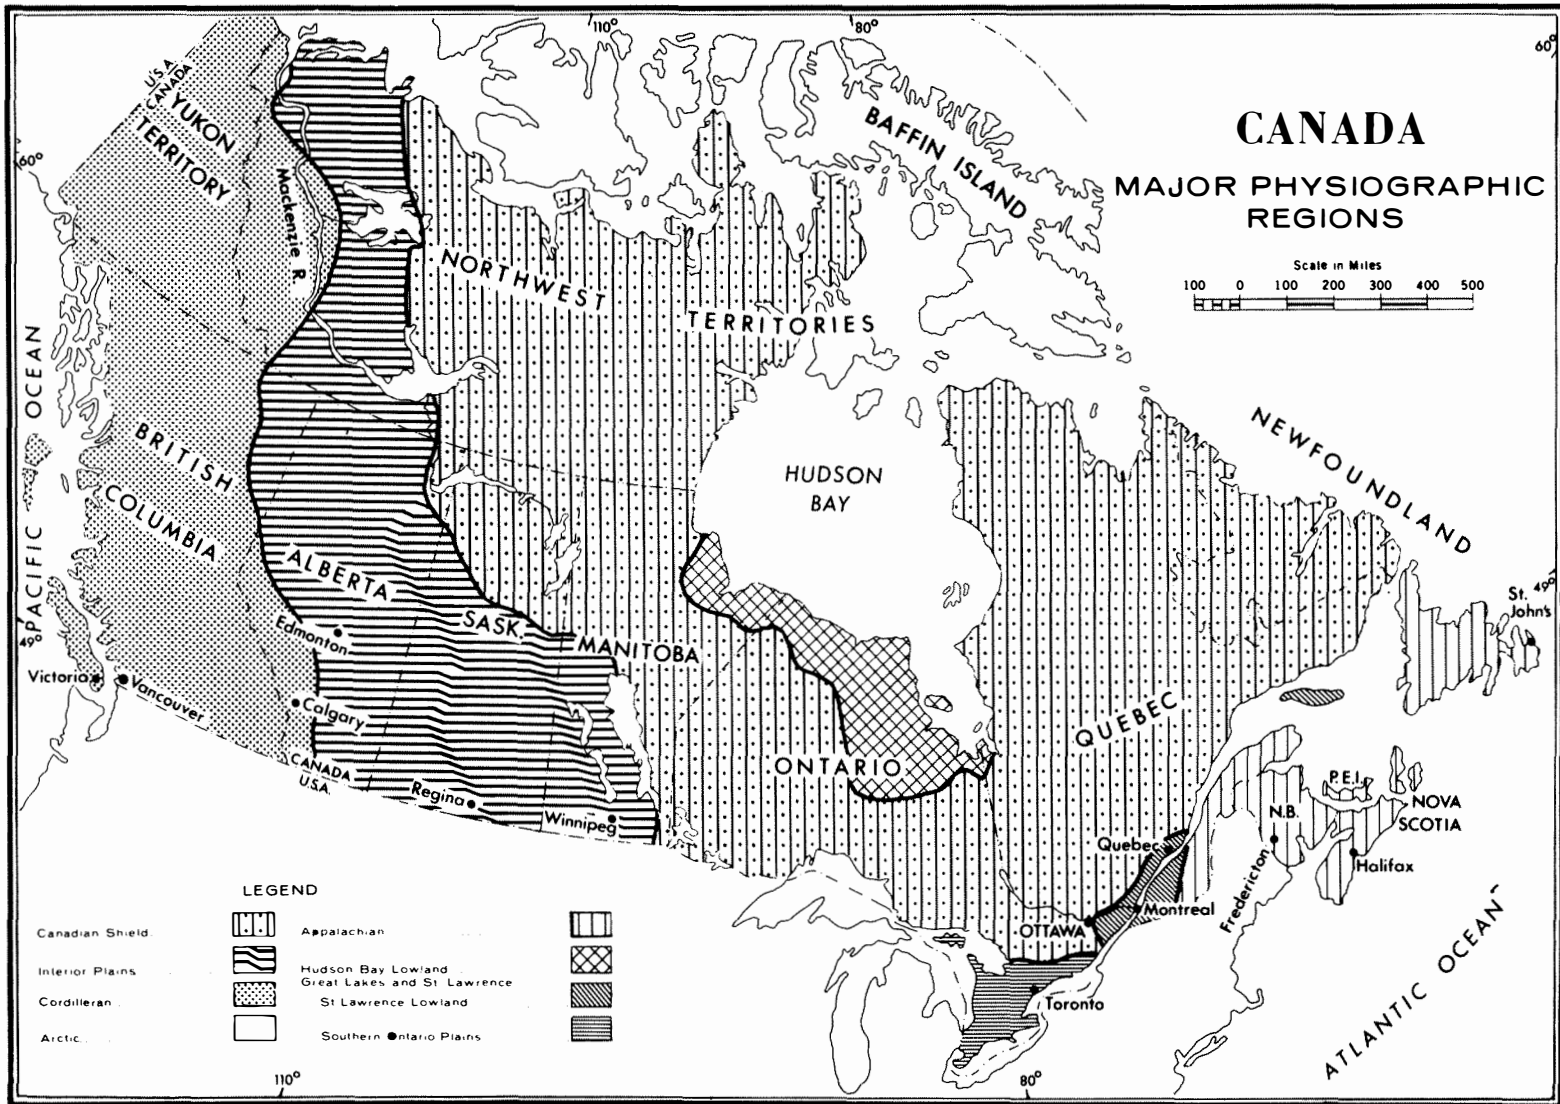 110°
80°
60°
CANADA
MAJOR PHYSIOGRAPHIC
REGIONS
Scale in Miles
100 0 100 200 300 400 500
U.S.A.
CANADA
YUKON
TERRITORY
60°
Mackenzie R.
BAFFIN ISLAND
NORTHWEST
TERRITORIES
PACIFIC OCEAN
BRITISH
COLUMBIA
HUDSON
BAY
NEWFOUNDLAND
ALBERTA
SASK.
MANITOBA
49°
St.
John's
49°
Edmonton
Victoria
Vancouver
Calgary
CANADA
U.S.A.
Regina
Winnipeg
ONTARIO
QUEBEC
P.E.I.
N.B.
NOVA
SCOTIA
Quebec
Halifax
Fredericton
Montreal
OTTAWA
Toronto
ATLANTIC OCEAN
LEGEND
Canadian Shield
Interior Plains
Cordilleran
Arctic
Appalachian
Hudson Bay Lowland
Great Lakes and St Lawrence
St Lawrence Lowland
Southern Ontario Plains
110°
80°